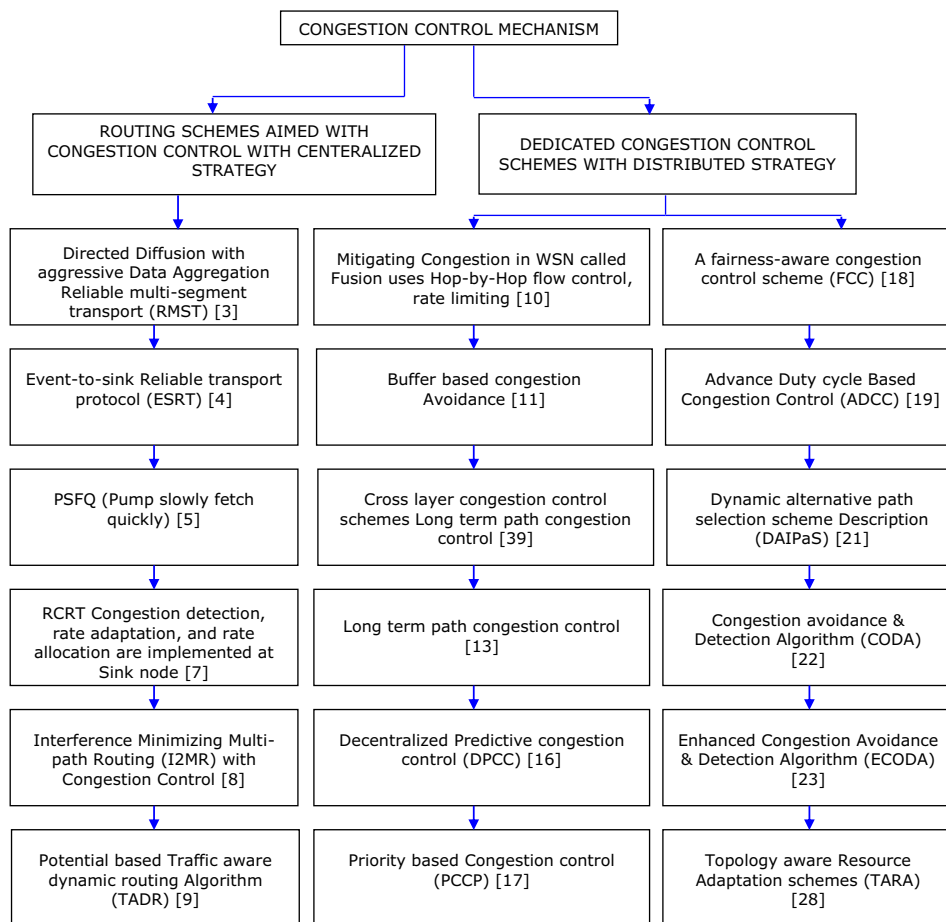 CONGESTION CONTROL MECHANISM
ROUTING SCHEMES AIMED WITH
CONGESTION CONTROL WITH CENTERALIZED
STRATEGY
DEDICATED CONGESTION CONTROL
SCHEMES WITH DISTRIBUTED STRATEGY
Directed Diffusion with
aggressive Data Aggregation
Reliable multi-segment
transport (RMST) [3]
Mitigating Congestion in WSN called
Fusion uses Hop-by-Hop flow control,
rate limiting [10]
A fairness-aware congestion
control scheme (FCC) [18]
Event-to-sink Reliable transport
protocol (ESRT) [4]
Buffer based congestion
Avoidance [11]
Advance Duty cycle Based
Congestion Control (ADCC) [19]
PSFQ (Pump slowly fetch
quickly) [5]
Cross layer congestion control
schemes Long term path congestion
control [39]
Dynamic alternative path
selection scheme Description
(DAIPaS) [21]
RCRT Congestion detection,
rate adaptation, and rate
allocation are implemented at
Sink node [7]
Long term path congestion control
[13]
Congestion avoidance &
Detection Algorithm (CODA)
[22]
Interference Minimizing Multi-
path Routing (I2MR) with
Congestion Control [8]
Decentralized Predictive congestion
control (DPCC) [16]
Enhanced Congestion Avoidance
& Detection Algorithm (ECODA)
[23]
Potential based Traffic aware
dynamic routing Algorithm
(TADR) [9]
Priority based Congestion control
(PCCP) [17]
Topology aware Resource
Adaptation schemes (TARA)
[28]